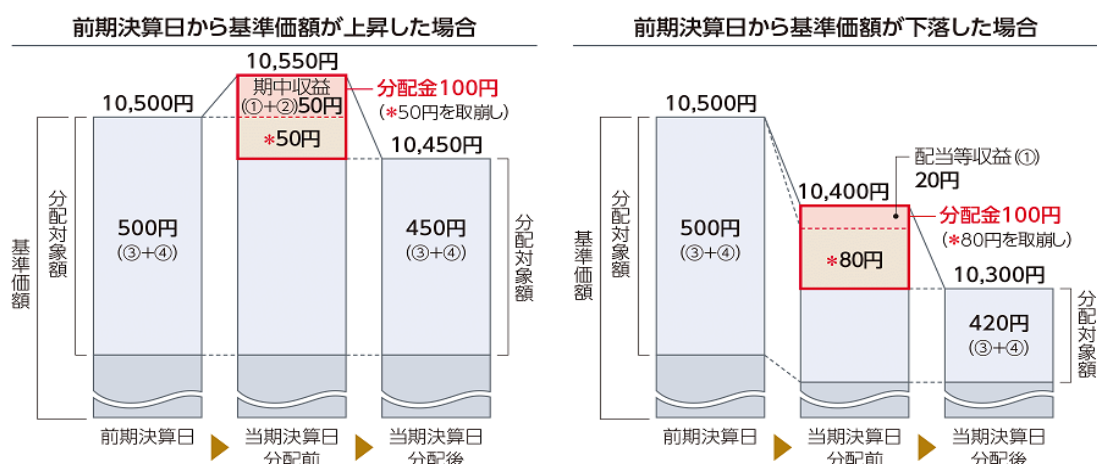 前期決算日から基準価額が上昇した場合
10,550円
期中収益
(①+②)50円
分配金100円
(*50円を取崩し)
10,500円
*50円
10,450円
分配対象額
基準価額
500円
(③+④)
450円
(③+④)
分配対象額
前期決算日
当期決算日
分配前
当期決算日
分配後
前期決算日から基準価額が下落した場合
10,500円
配当等収益(①)
20円
10,400円
分配金100円
(*80円を取崩し)
*80円
10,300円
分配対象額
基準価額
500円
(③+④)
420円
(③+④)
分配対象額
前期決算日
当期決算日
分配前
当期決算日
分配後